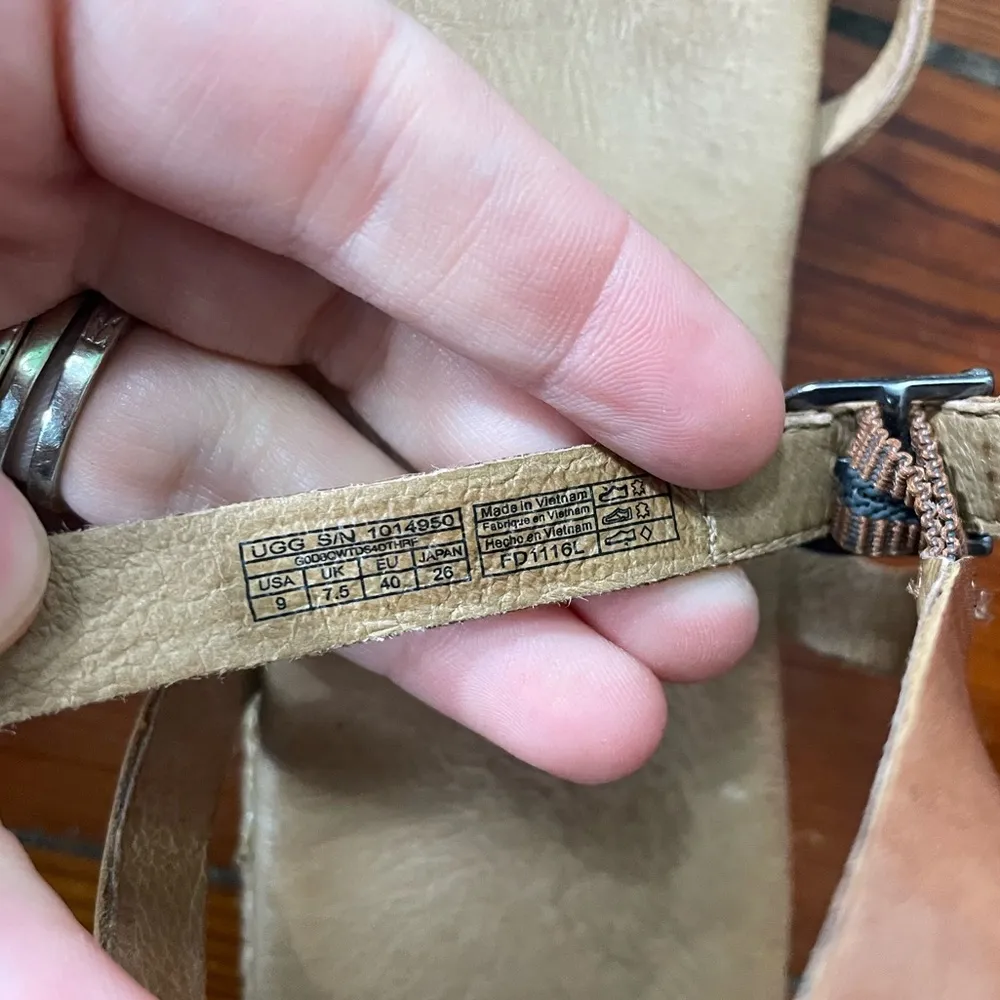 UGG S/N 1014950
USA UK EU JAPAN
9 7.5 40 26
Made in Vietnam
Fabriqué en Vietnam
Hecho en Vietnam
FD1116L